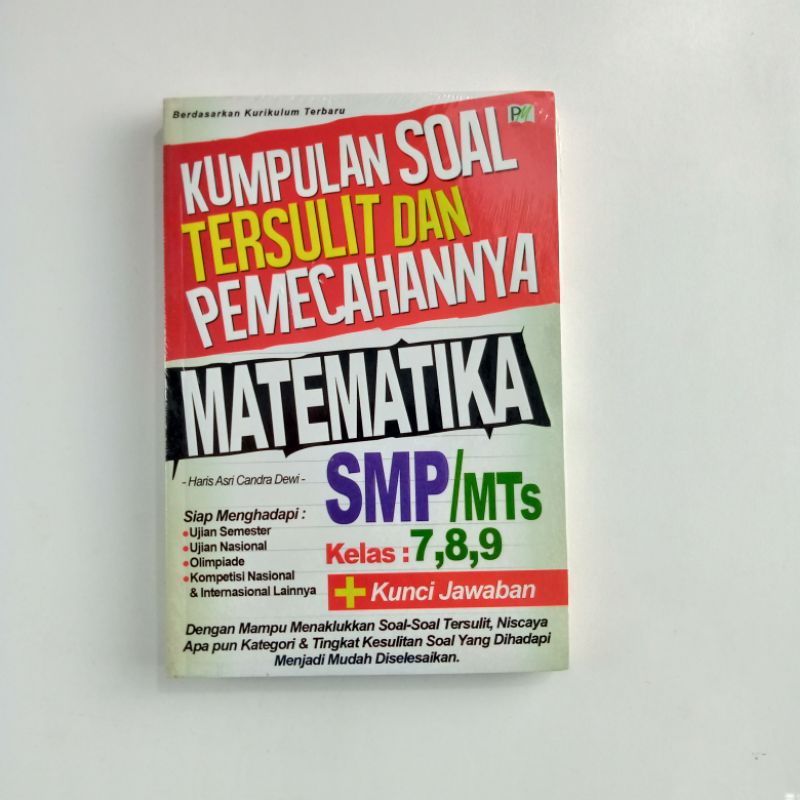 Berdasarkan Kurikulum Terbaru
PY
KUMPULAN SOAL
TERSULIT DAN
PEMECAHANNYA
MATEMATIKA
- Haris Asri Candra Dewi -
SMP/MTs
Kelas : 7,8,9
+ Kunci Jawaban
Siap Menghadapi :
•Ujian Semester
•Ujian Nasional
•Olimpiade
•Kompetisi Nasional
& Internasional Lainnya
Dengan Mampu Menaklukkan Soal-Soal Tersulit, Niscaya
Apa pun Kategori & Tingkat Kesulitan Soal Yang Dihadapi
Menjadi Mudah Diselesaikan.